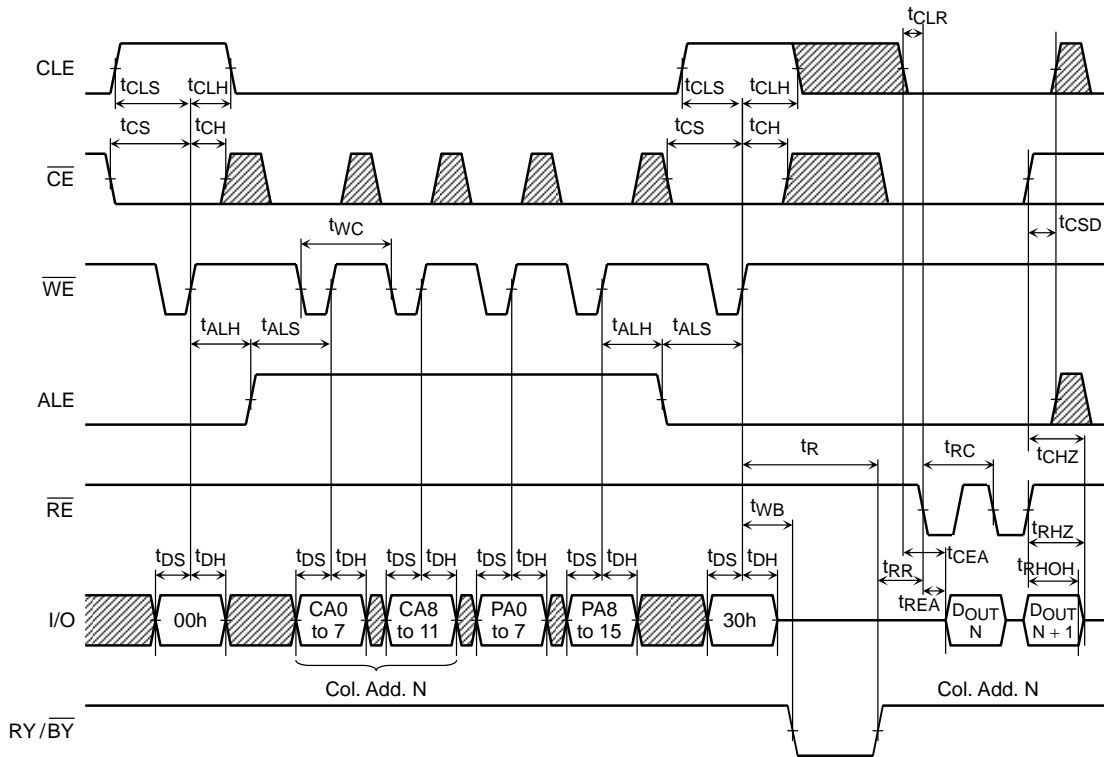 tCLR
CLE
tCLS tCLH tCLS tCLH
tCS tCH tCS tCH
CE
tWC tCSD
WE
tALH tALS tALH tALS
ALE
tR tRC tCHZ
RE
tWB
tDS tDH tDS tDH tDS tDH tDS tDH tDS tDH tDS tDH
tRR tCEA tRHZ
tREA tRHOH
I/O
00h
CA0
to 7
CA8
to 11
PA0
to 7
PA8
to 15
30h
DOUT
N
DOUT
N + 1
Col. Add. N Col. Add. N
RY/BY